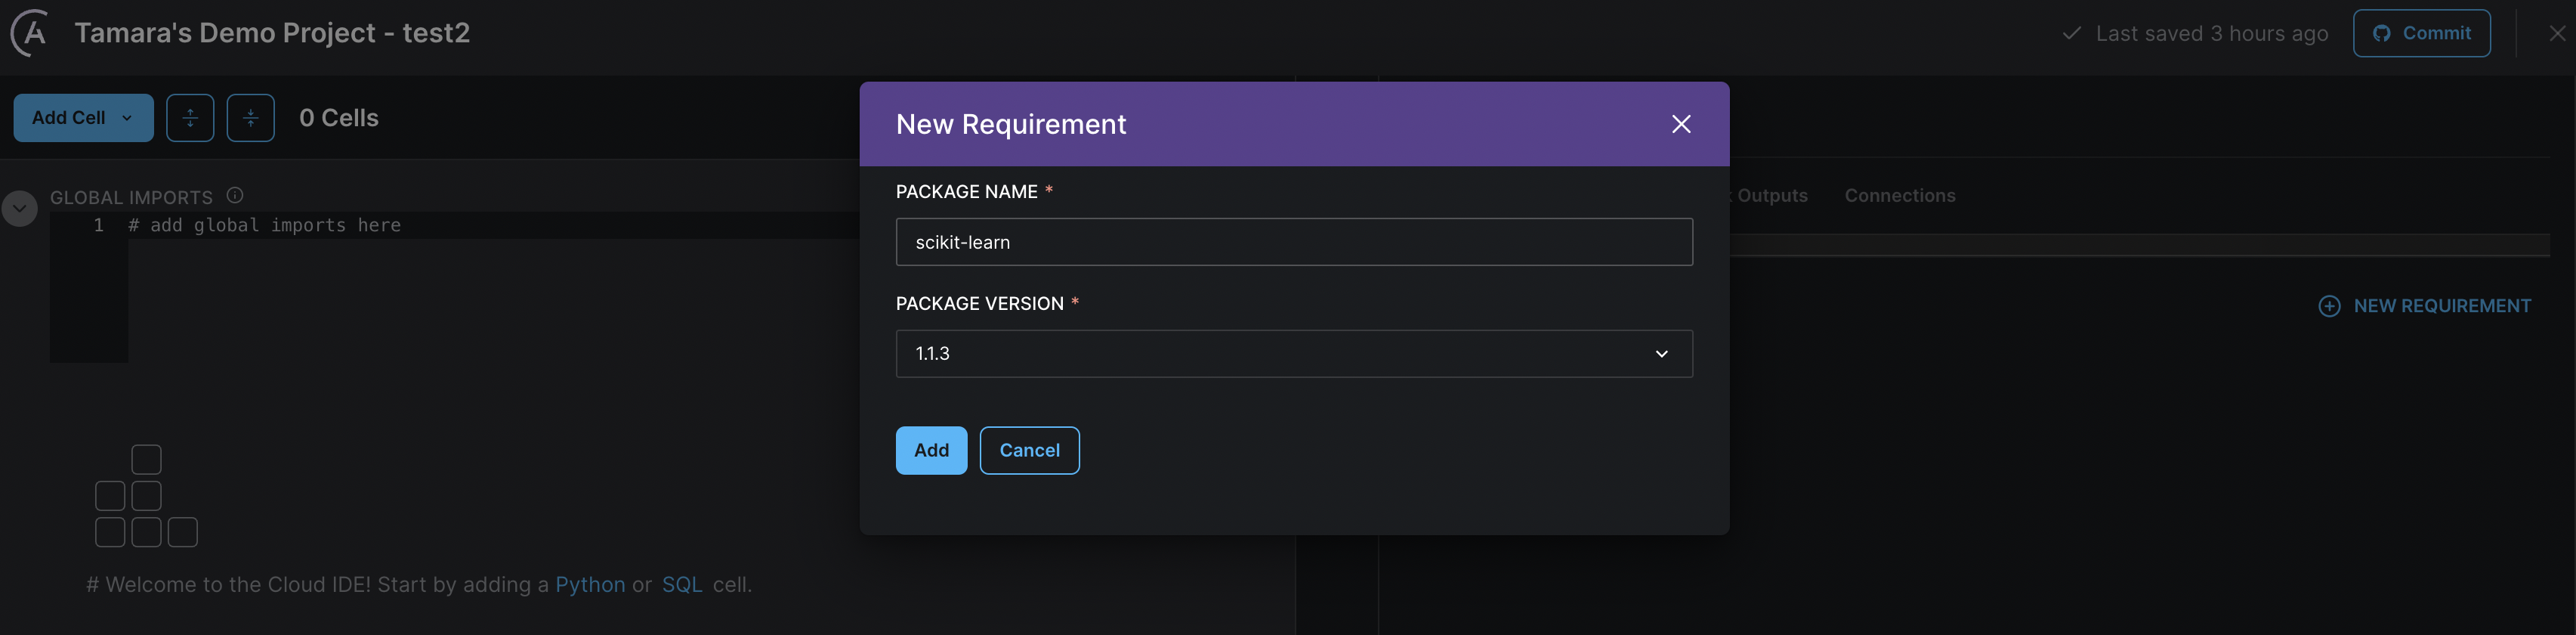 Tamara's Demo Project - test2
Last saved 3 hours ago
Commit
Add Cell
0 Cells
GLOBAL IMPORTS
1 # add global imports here
# Welcome to the Cloud IDE! Start by adding a Python or SQL cell.
New Requirement
PACKAGE NAME *
scikit-learn
PACKAGE VERSION *
1.1.3
Add
Cancel
Outputs
Connections
NEW REQUIREMENT